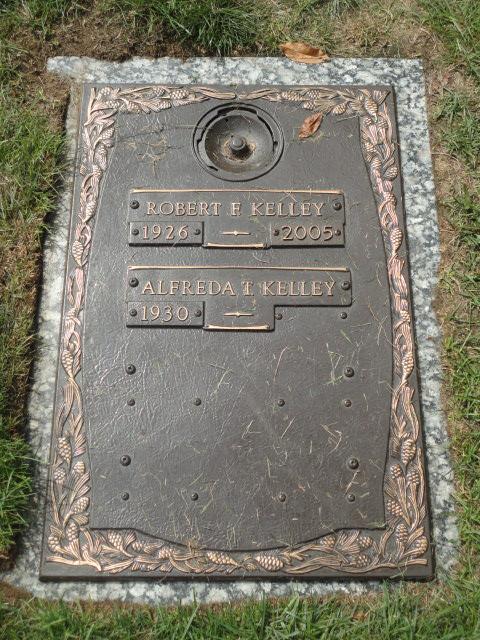 ROBERT F. KELLEY
1926 - 2005
ALFREDA T. KELLEY
1930 -